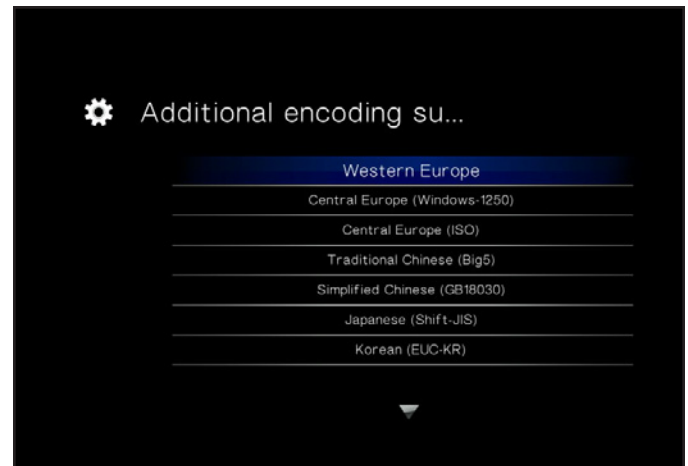 Additional encoding su...
Western Europe
Central Europe (Windows-1250)
Central Europe (ISO)
Traditional Chinese (Big5)
Simplified Chinese (GB18030)
Japanese (Shift-JIS)
Korean (EUC-KR)